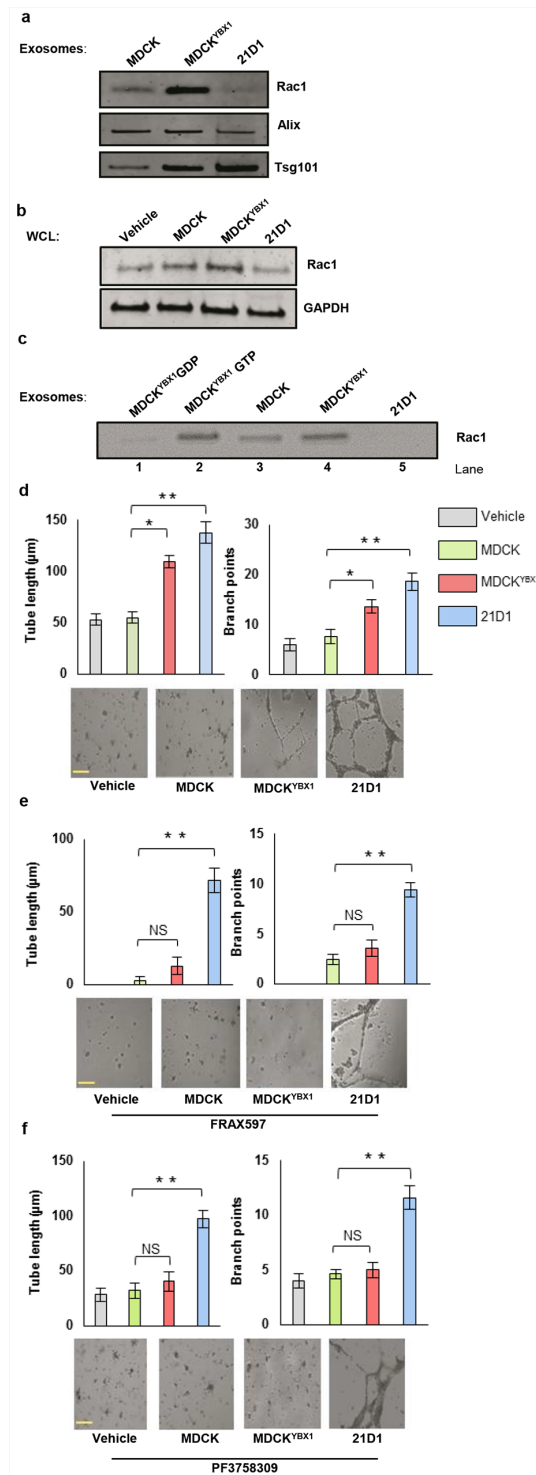 a
Exosomes: MDCK MDCKYBX1 21D1
Rac1
Alix
Tsg101
b
WCL: Vehicle MDCK MDCKYBX1 21D1
Rac1
GAPDH
c
Exosomes: MDCKYBX1GDP MDCKYBX1 GTP MDCK MDCKYBX1 21D1
Rac1
1 2 3 4 5 Lane
d
Tube length (µm)
150
100
50
0
* *
*
Branch points
30
20
10
0
* *
*
Vehicle
MDCK
MDCKYBX
21D1
Vehicle MDCK MDCKYBX1 21D1
e
Tube length (µm)
100
50
0
* *
NS
Branch points
15
10
5
0
* *
NS
Vehicle MDCK MDCKYBX1 21D1
FRAX597
f
Tube length (µm)
150
100
50
0
* *
NS
Branch points
15
10
5
0
* *
NS
Vehicle MDCK MDCKYBX1 21D1
PF3758309